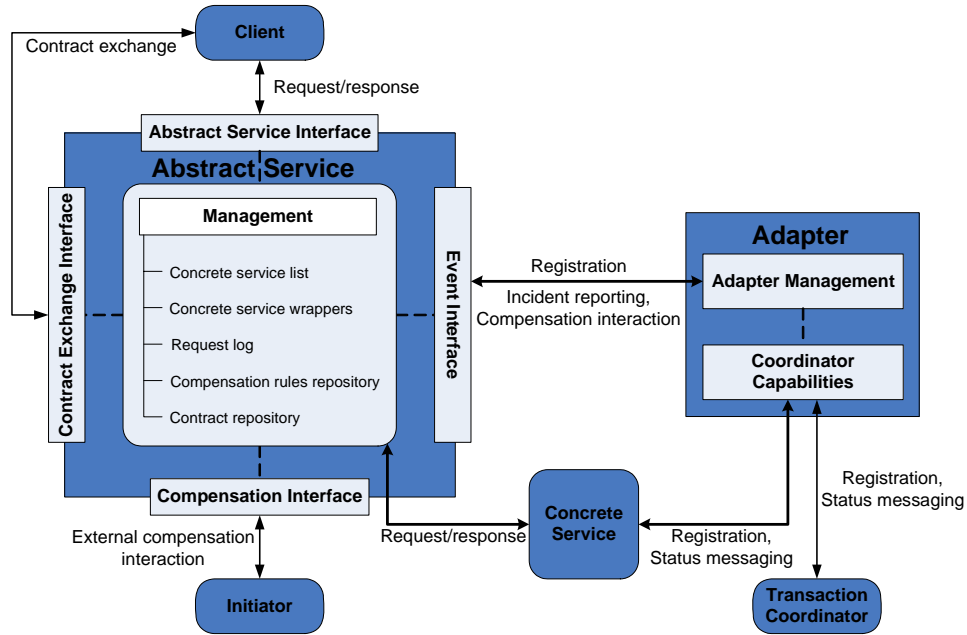 Client
Contract exchange
Request/response
Abstract Service Interface
Abstract Service
Contract Exchange Interface
Management
Concrete service list
Concrete service wrappers
Request log
Compensation rules repository
Contract repository
Event Interface
Registration
Incident reporting,
Compensation interaction
Adapter
Adapter Management
Coordinator
Capabilities
Compensation Interface
External compensation
interaction
Initiator
Request/response
Concrete
Service
Registration,
Status messaging
Registration,
Status messaging
Transaction
Coordinator